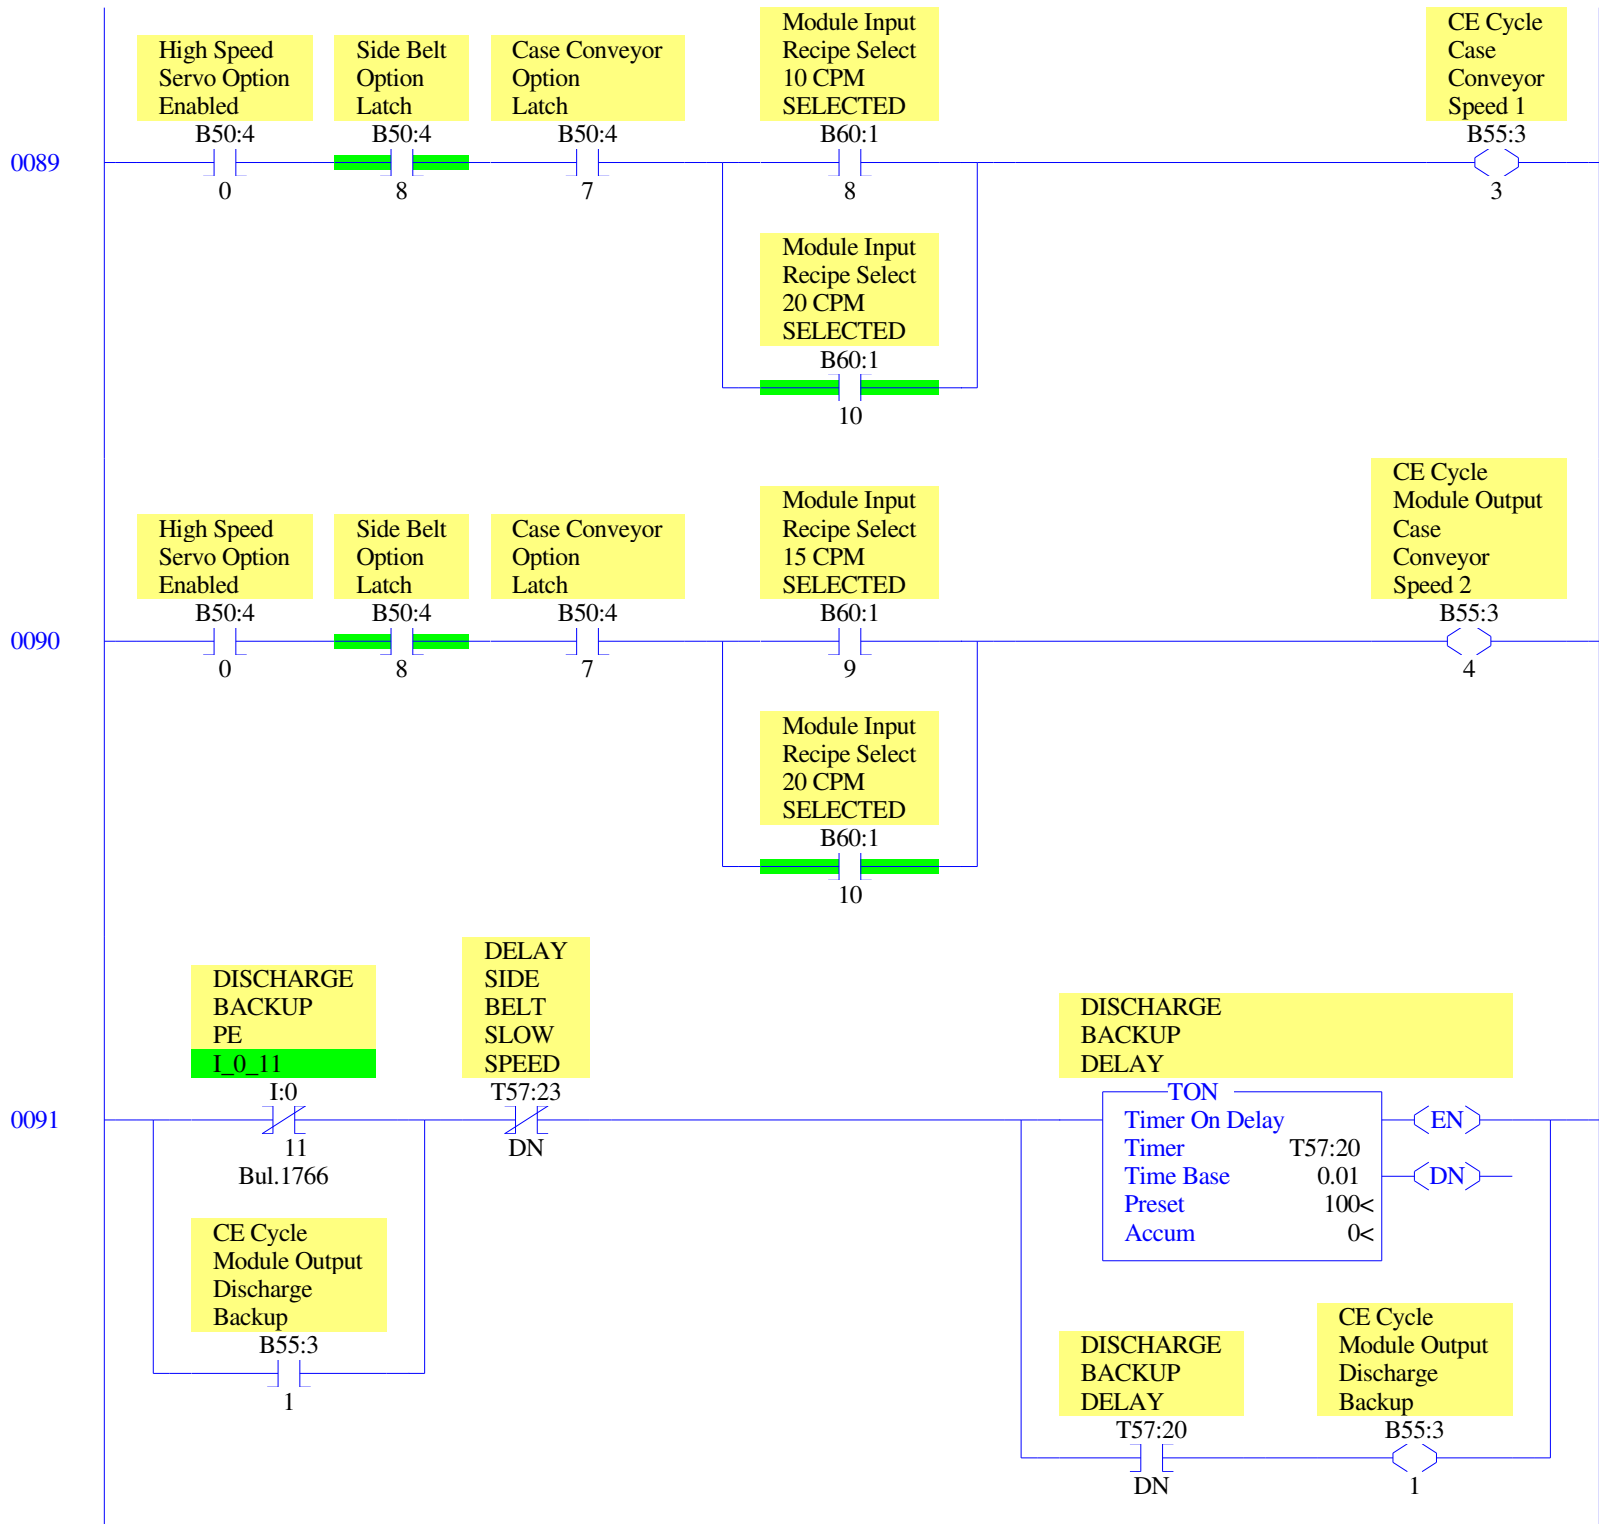 High Speed
Servo Option
Enabled
B50:4
0
Side Belt
Option
Latch
B50:4
8
Case Conveyor
Option
Latch
B50:4
7
Module Input
Recipe Select
10 CPM
SELECTED
B60:1
8
CE Cycle
Case
Conveyor
Speed 1
B55:3
3
0089
Module Input
Recipe Select
20 CPM
SELECTED
B60:1
10
High Speed
Servo Option
Enabled
B50:4
0
Side Belt
Option
Latch
B50:4
8
Case Conveyor
Option
Latch
B50:4
7
Module Input
Recipe Select
15 CPM
SELECTED
B60:1
9
CE Cycle
Module Output
Case
Conveyor
Speed 2
B55:3
4
0090
Module Input
Recipe Select
20 CPM
SELECTED
B60:1
10
DISCHARGE
BACKUP
PE
I_0_11
I:0
11
Bul.1766
DELAY
SIDE
BELT
SLOW
SPEED
T57:23
DN
DISCHARGE
BACKUP
DELAY
TON
Timer On Delay
Timer T57:20
Time Base 0.01
Preset 100<
Accum 0<
EN
DN
0091
CE Cycle
Module Output
Discharge
Backup
B55:3
1
DISCHARGE
BACKUP
DELAY
T57:20
DN
CE Cycle
Module Output
Discharge
Backup
B55:3
1